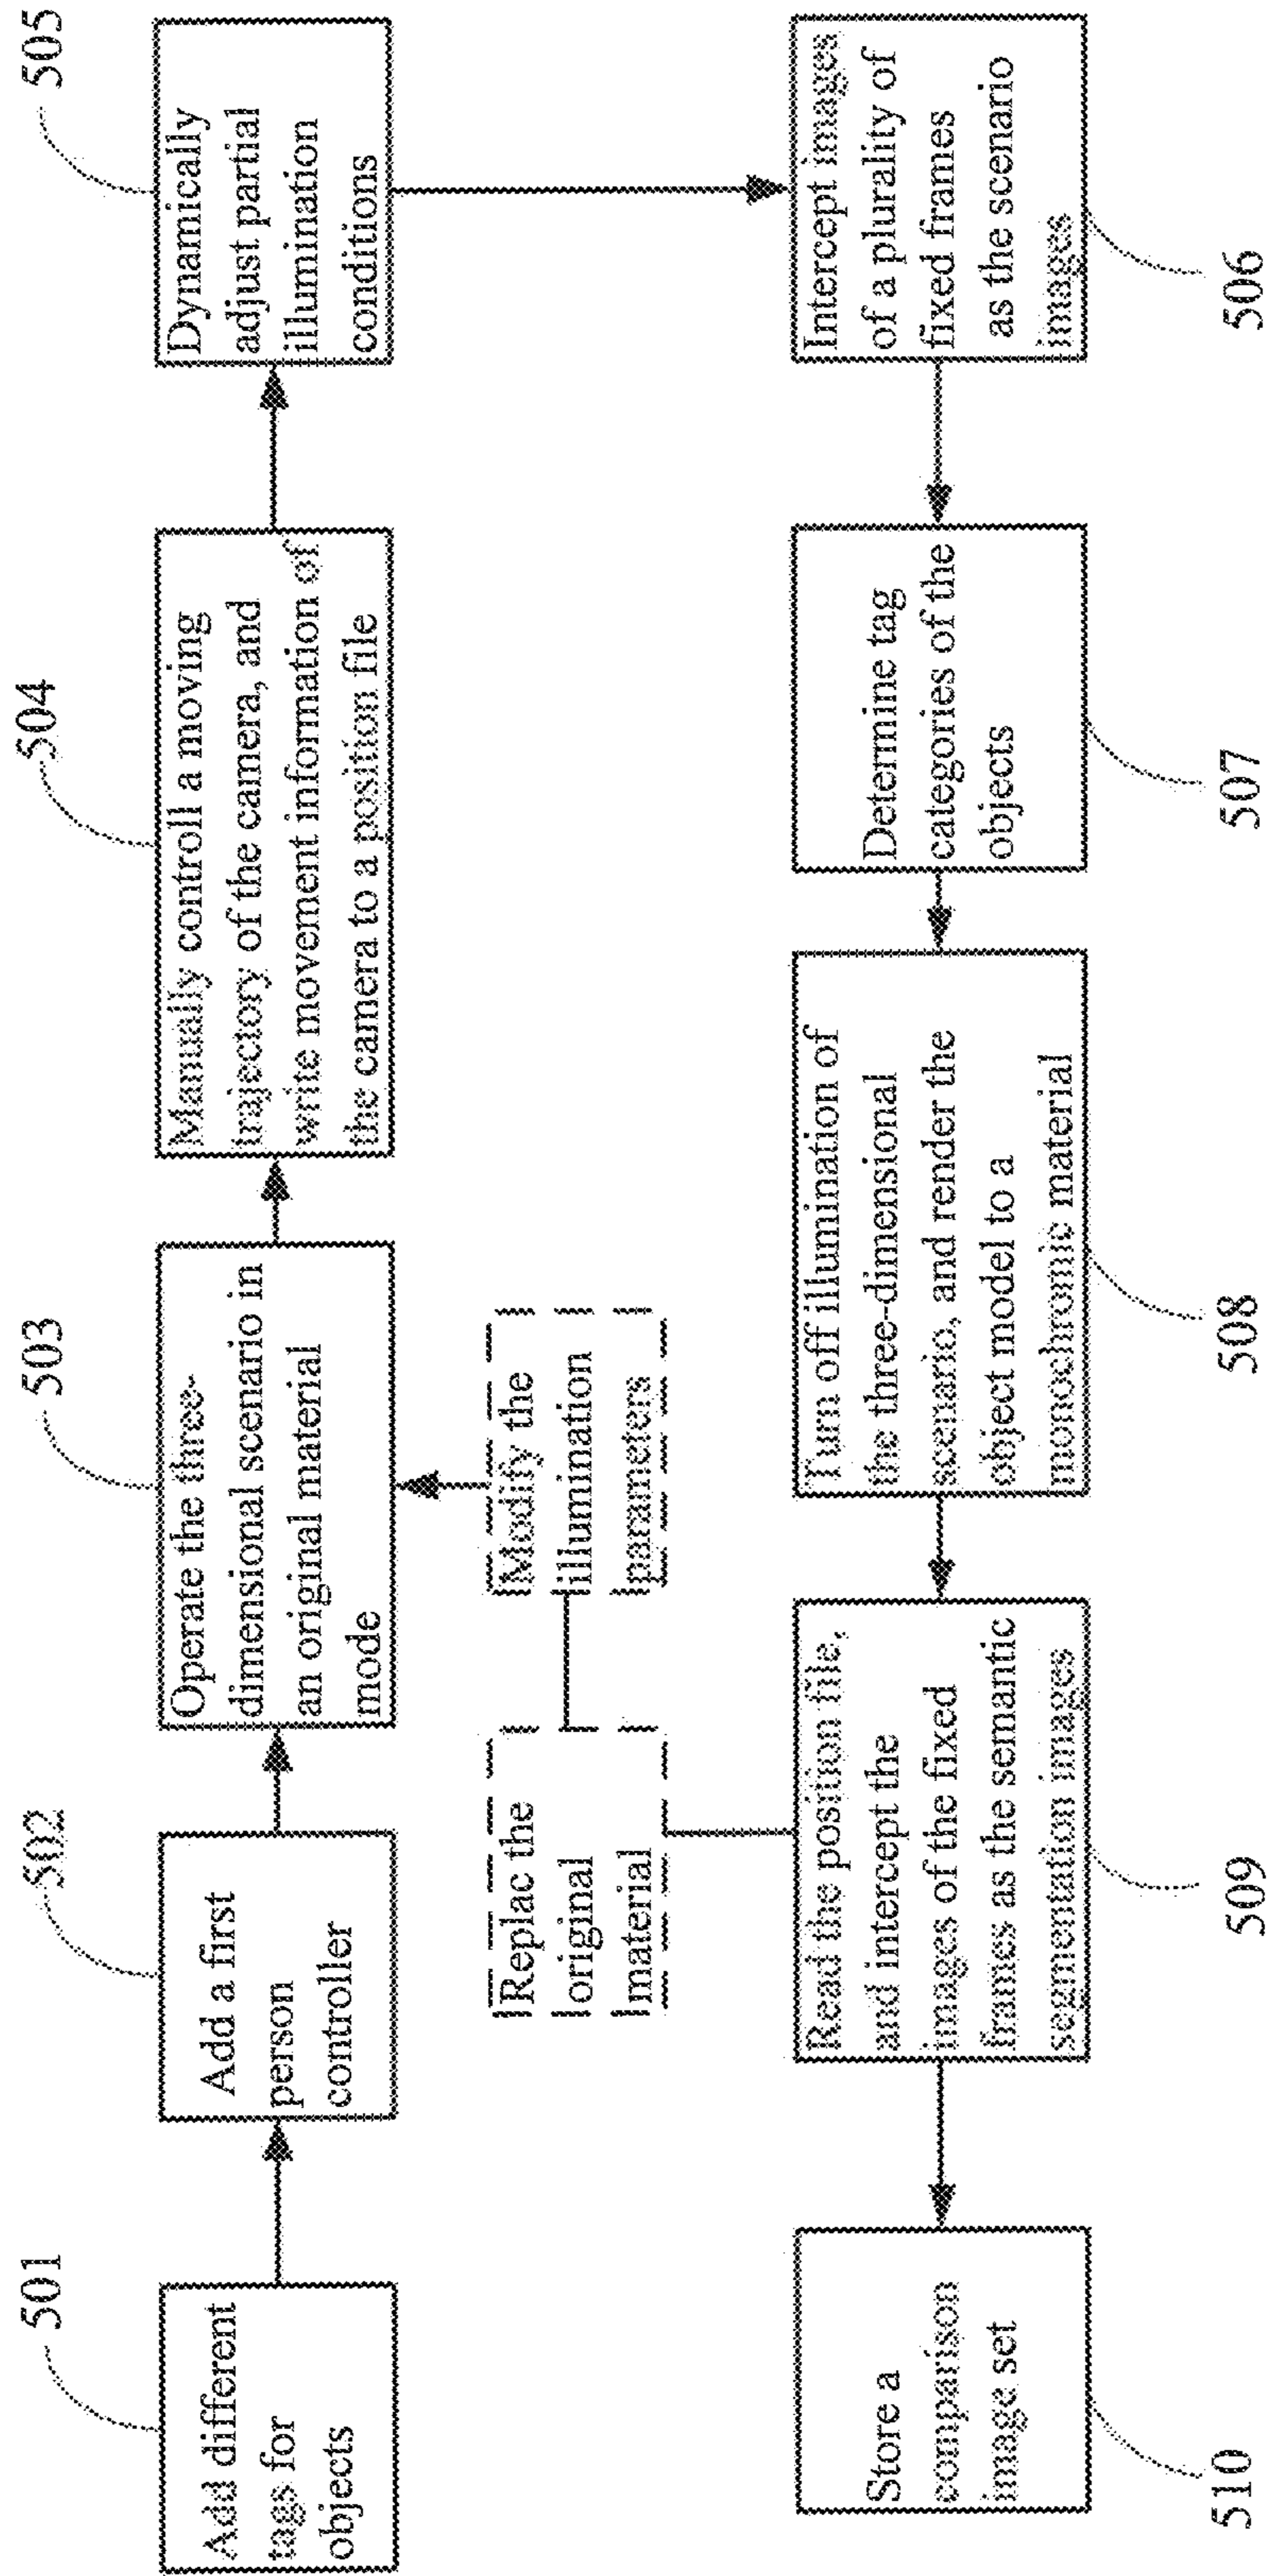 501
Add different
tags for
objects
502
Add a first
person
controller
503
Operate the three-
dimensional scenario in
an original material
mode
504
Manually controll a moving
trajectory of the camera, and
write movement information of
the camera to a position file
505
Dynamically
adjust partial
illumination
conditions
Replac the
original
material
Modify the
illumination
parameters
Intercept images
of a plurality of
fixed frames
as the scenario
images
506
Determine tag
categories of the
objects
507
Turn off illumination of
the three-dimensional
scenario, and render the
object model to a
monochromic material
508
Read the position file,
and intercept the
images of the fixed
frames as the semantic
segmentation images
509
Store a
comparison
image set
510